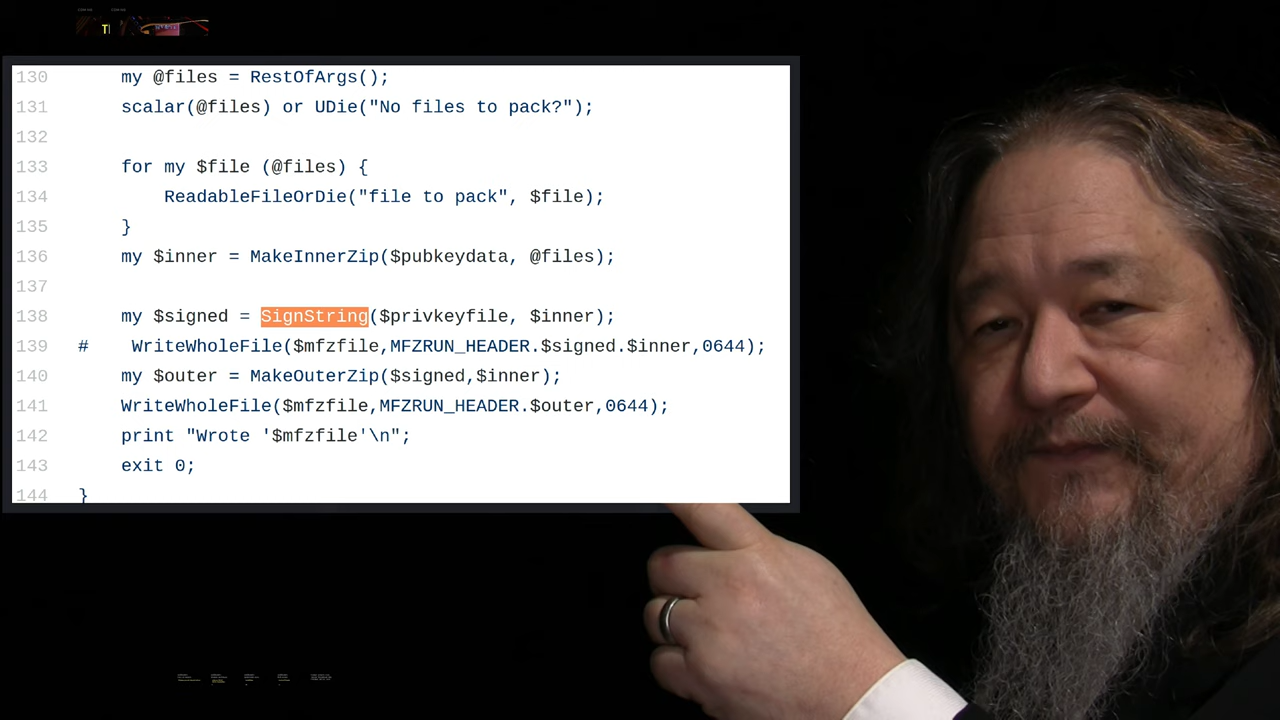 130 my @files = RestOfArgs();
131 scalar(@files) or UDie("No files to pack?");
132
133 for my $file (@files) {
134 ReadableFileOrDie("file to pack", $file);
135 }
136 my $inner = MakeInnerZip($pubkeydata, @files);
137
138 my $signed = SignString($privkeyfile, $inner);
139 # WriteWholeFile($mfzfile,MFZRUN_HEADER.$signed.$inner,0644);
140 my $outer = MakeOuterZip($signed,$inner);
141 WriteWholeFile($mfzfile,MFZRUN_HEADER.$outer,0644);
142 print "Wrote '$mfzfile'\n";
143 exit 0;
144 }